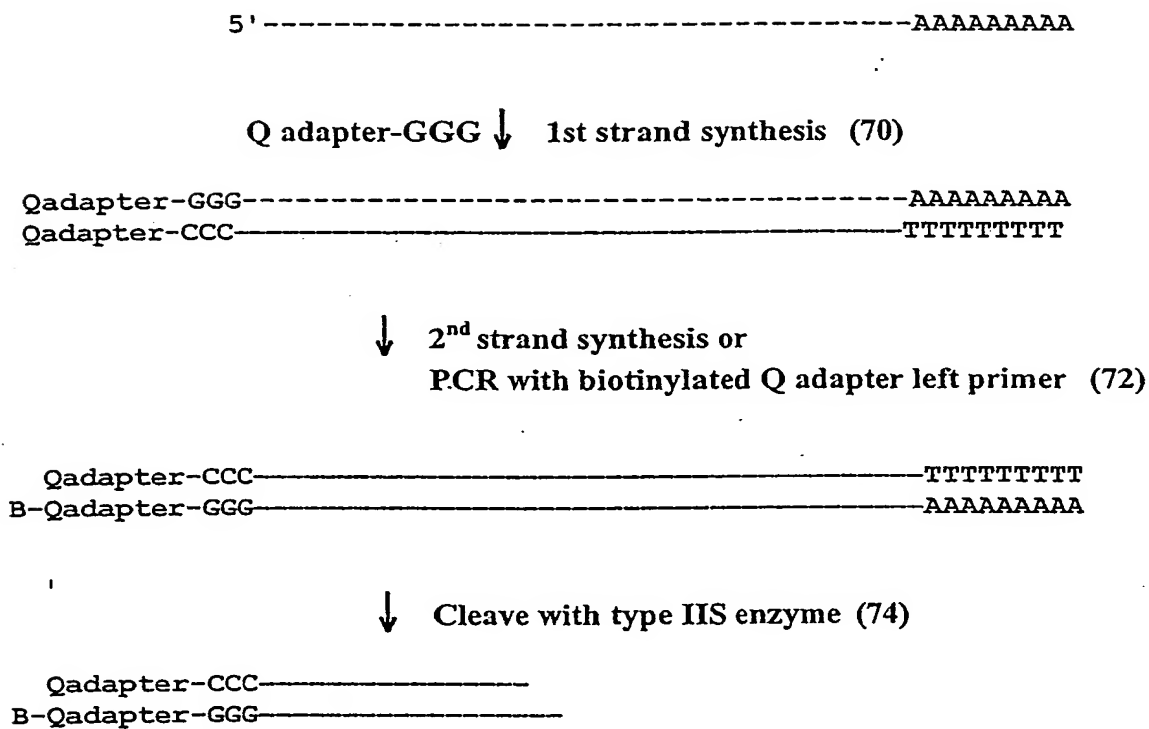 5'------------------------------------AAAAAAAAA
Q adapter-GGG ↓ 1st strand synthesis (70)
Qadapter-GGG-------------------------------------AAAAAAAAA
Qadapter-CCC—————————————————————TTTTTTTTT
↓ 2nd strand synthesis or
PCR with biotinylated Q adapter left primer (72)
Qadapter-CCC—————————————————————TTTTTTTTT
B-Qadapter-GGG—————————————————————AAAAAAAAA
↓ Cleave with type IIS enzyme (74)
Qadapter-CCC————————
B-Qadapter-GGG—————————